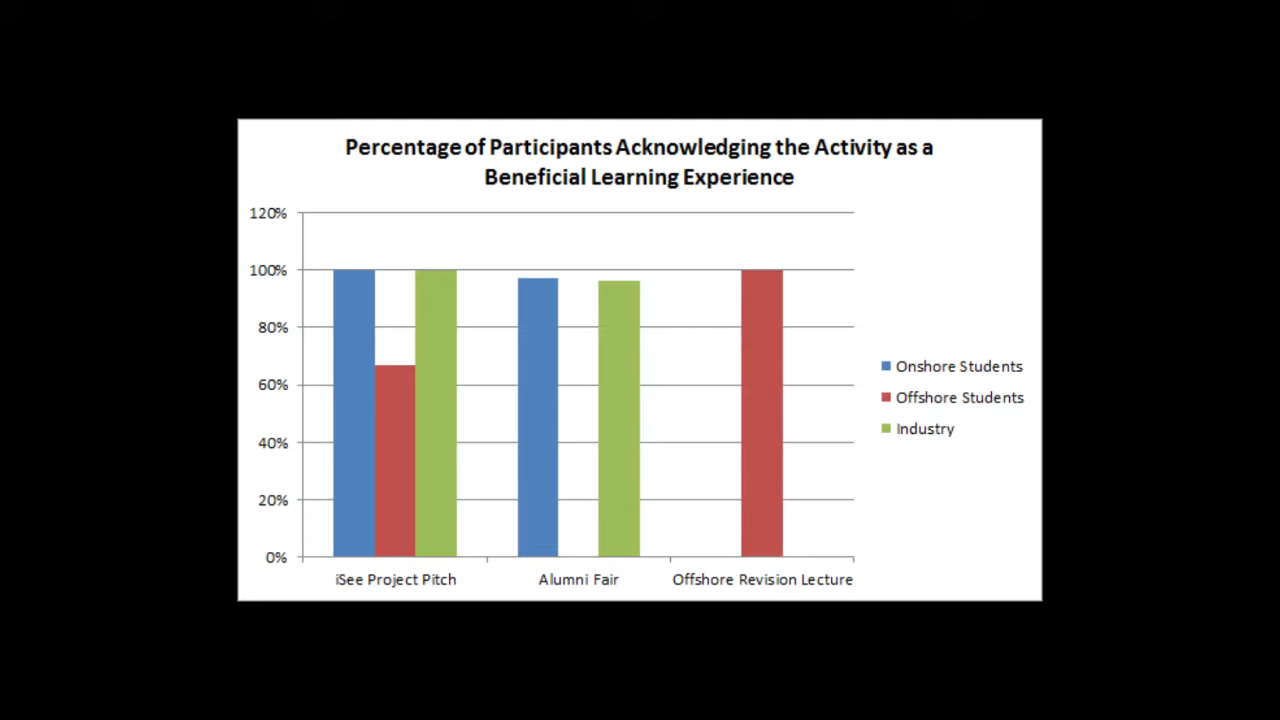 Percentage of Participants Acknowledging the Activity as a
Beneficial Learning Experience
120%
100%
80%
60%
40%
20%
0%
iSee Project Pitch
Alumni Fair
Offshore Revision Lecture
Onshore Students
Offshore Students
Industry